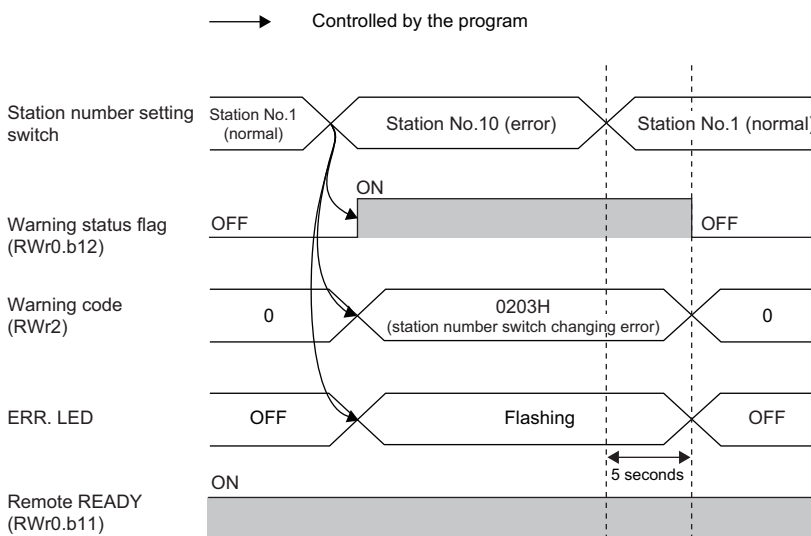 Controlled by the program
Station number setting
switch
Station No.1
(normal)
Station No.10 (error)
Station No.1 (normal)
ON
Warning status flag
(RWr0.b12)
OFF
OFF
Warning code
(RWr2)
0
0203H
(station number switch changing error)
0
ERR. LED
OFF
Flashing
OFF
5 seconds
Remote READY
(RWr0.b11)
ON